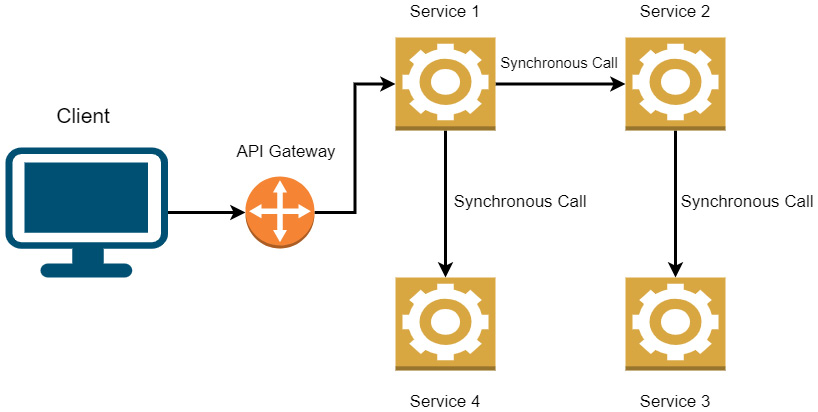 Service 1
Service 2
Synchronous Call
Client
API Gateway
Synchronous Call
Synchronous Call
Service 4
Service 3